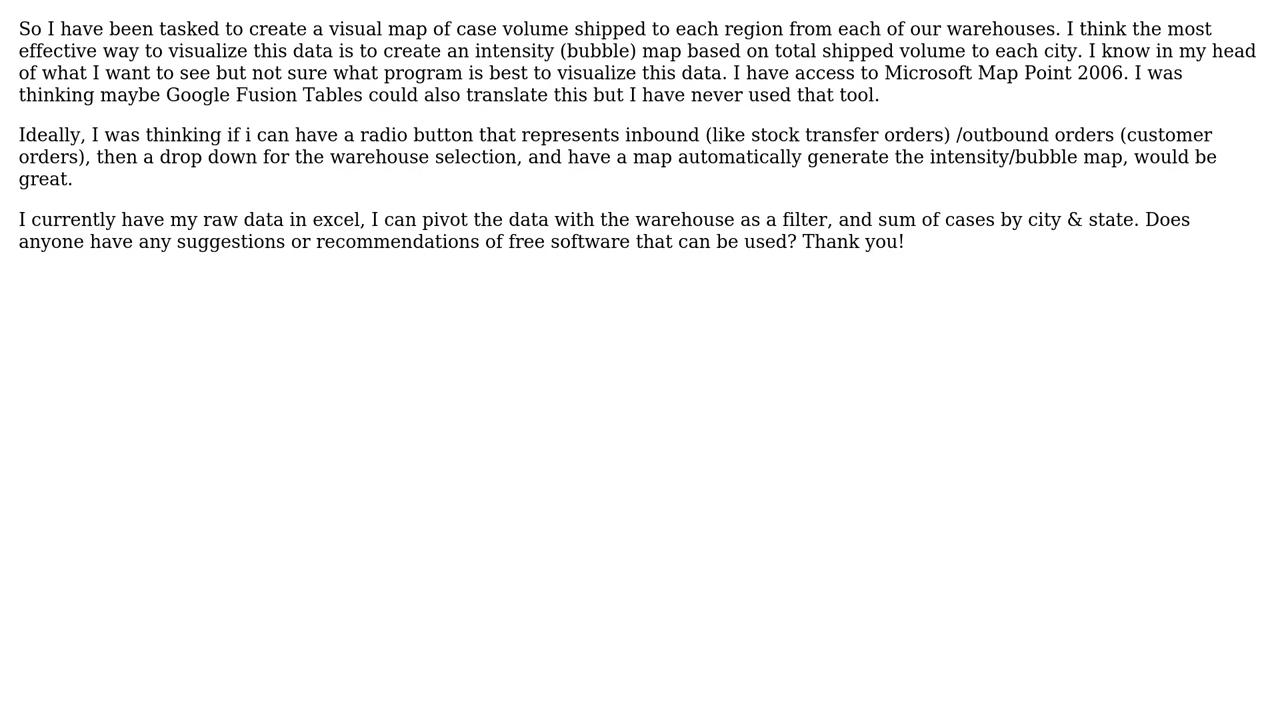 So I have been tasked to create a visual map of case volume shipped to each region from each of our warehouses. I think the most
effective way to visualize this data is to create an intensity (bubble) map based on total shipped volume to each city. I know in my head
of what I want to see but not sure what program is best to visualize this data. I have access to Microsoft Map Point 2006. I was
thinking maybe Google Fusion Tables could also translate this but I have never used that tool.
Ideally, I was thinking if i can have a radio button that represents inbound (like stock transfer orders) /outbound orders (customer
orders), then a drop down for the warehouse selection, and have a map automatically generate the intensity/bubble map, would be
great.
I currently have my raw data in excel, I can pivot the data with the warehouse as a filter, and sum of cases by city & state. Does
anyone have any suggestions or recommendations of free software that can be used? Thank you!